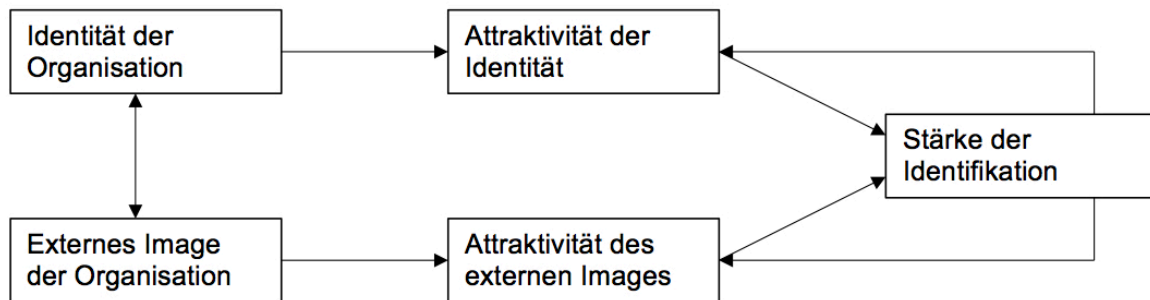 Identität der
Organisation
Attraktivität der
Identität
Stärke der
Identifikation
Externes Image
der Organisation
Attraktivität des
externen Images